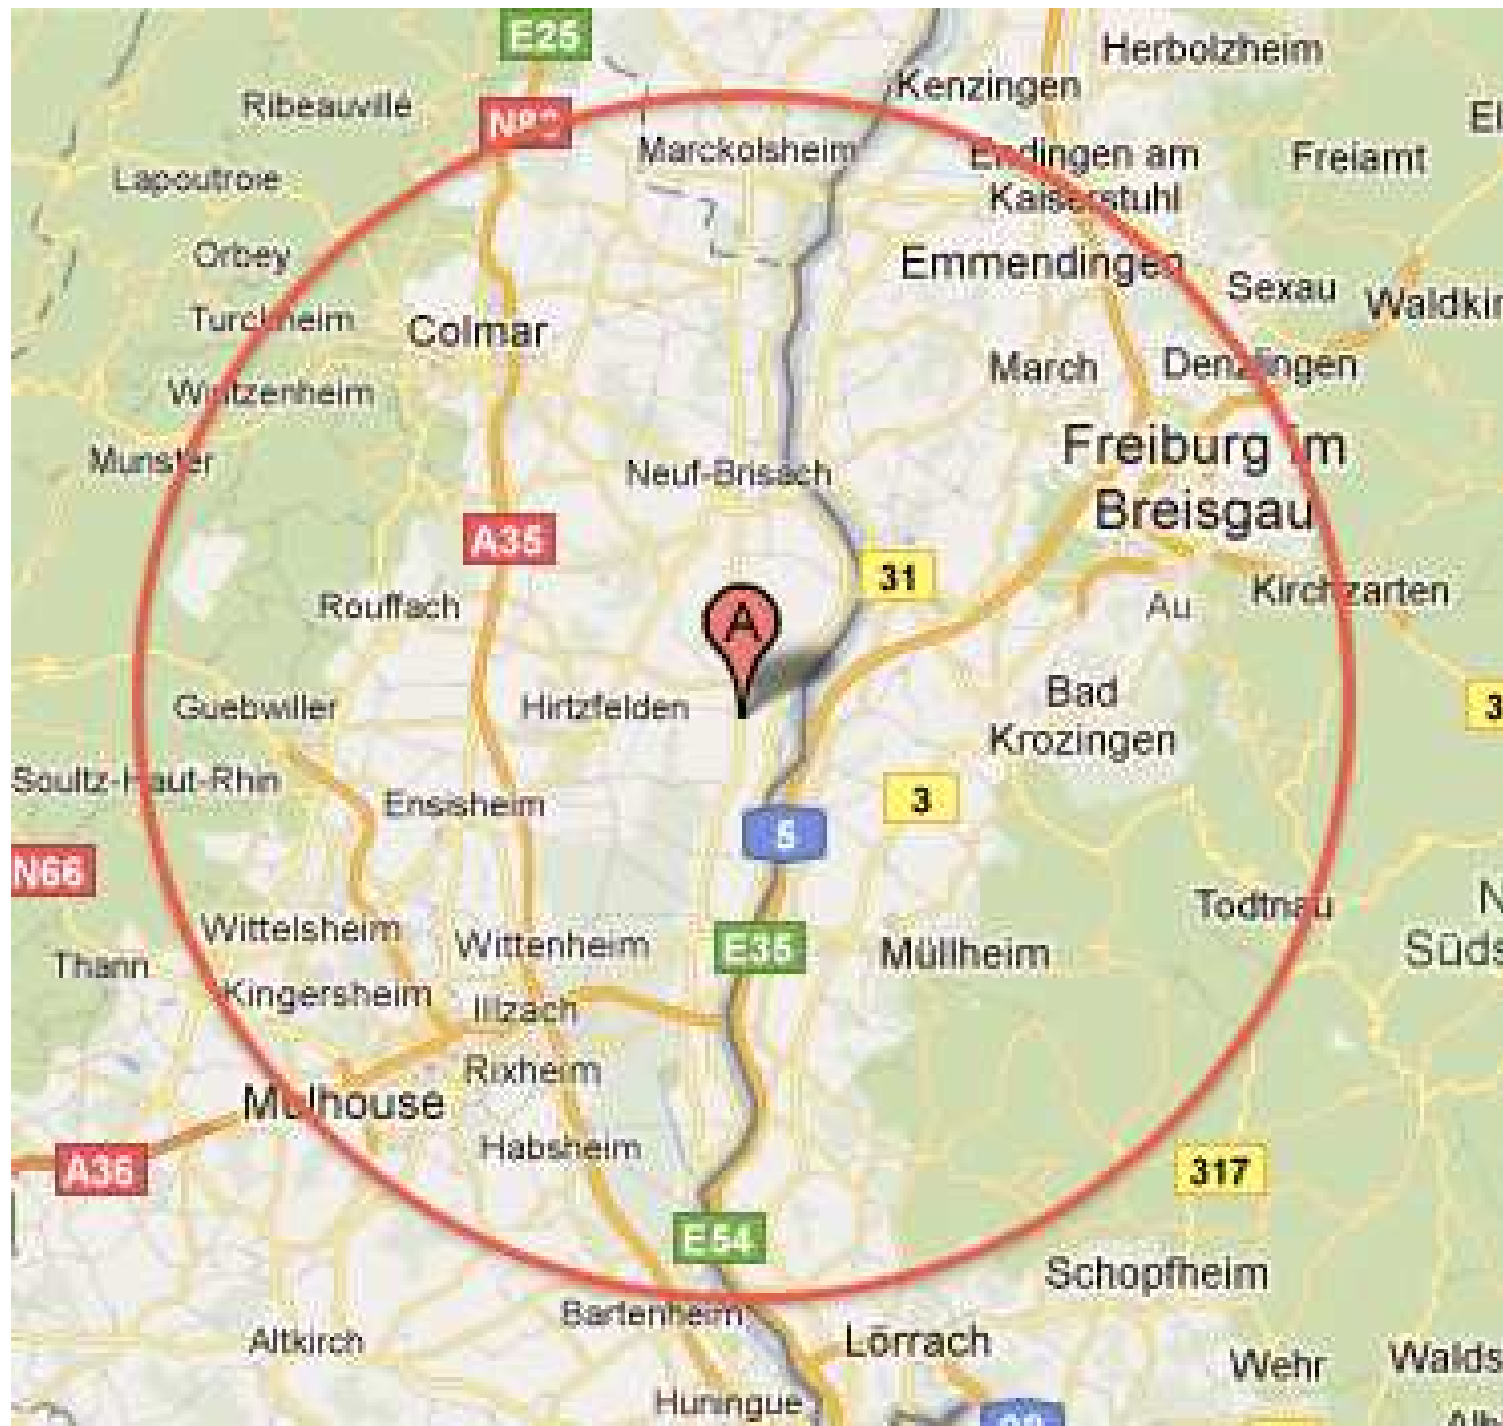 E25
Herbolzheim
Kenzingen
Ribeauvillé
Marckolsheim
Endingen am
Kaiserstuhl
Freiamt
Lapoutroie
Orbey
Emmendingen
Sexau
Turckheim
Colmar
March
Denzlingen
Wintzenheim
Munster
Freiburg im
Breisgau
Neuf-Brisach
A35
31
Rouffach
A
Au
Kirchzarten
Guebwiller
Hirtzfelden
Bad
Krozingen
3
Soultz-Haut-Rhin
Ensisheim
3
5
N66
Todtnau
N
Süds
Wittelsheim
Wittenheim
E35
Müllheim
Thann
Kingersheim
Illzach
Rixheim
Mulhouse
Habsheim
A36
317
E54
Schopfheim
Bartenheim
Altkirch
Lörrach
Wehr
Walds
Huningue